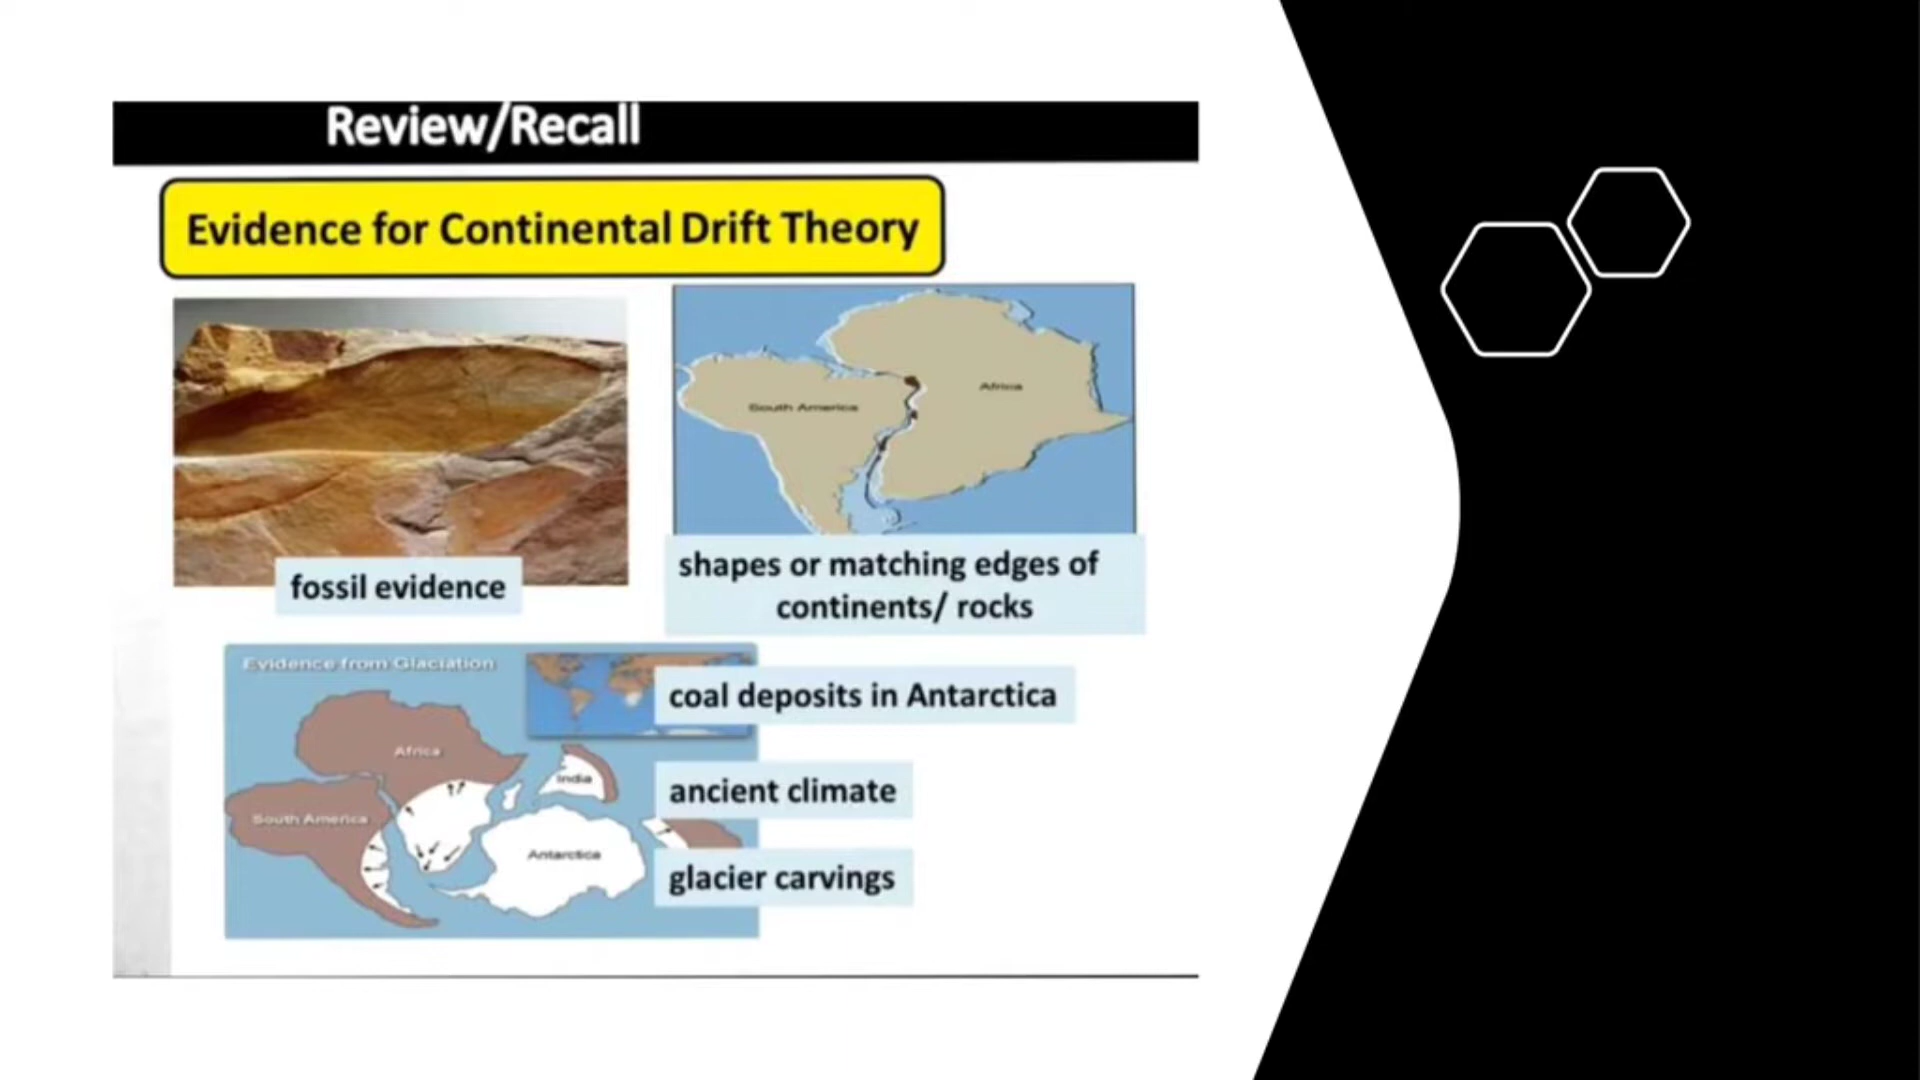 Review/Recall
Evidence for Continental Drift Theory
South America
Africa
fossil evidence
shapes or matching edges of
continents/ rocks
Evidence from Glaciation
coal deposits in Antarctica
Africa
India
ancient climate
South America
Antarctica
glacier carvings